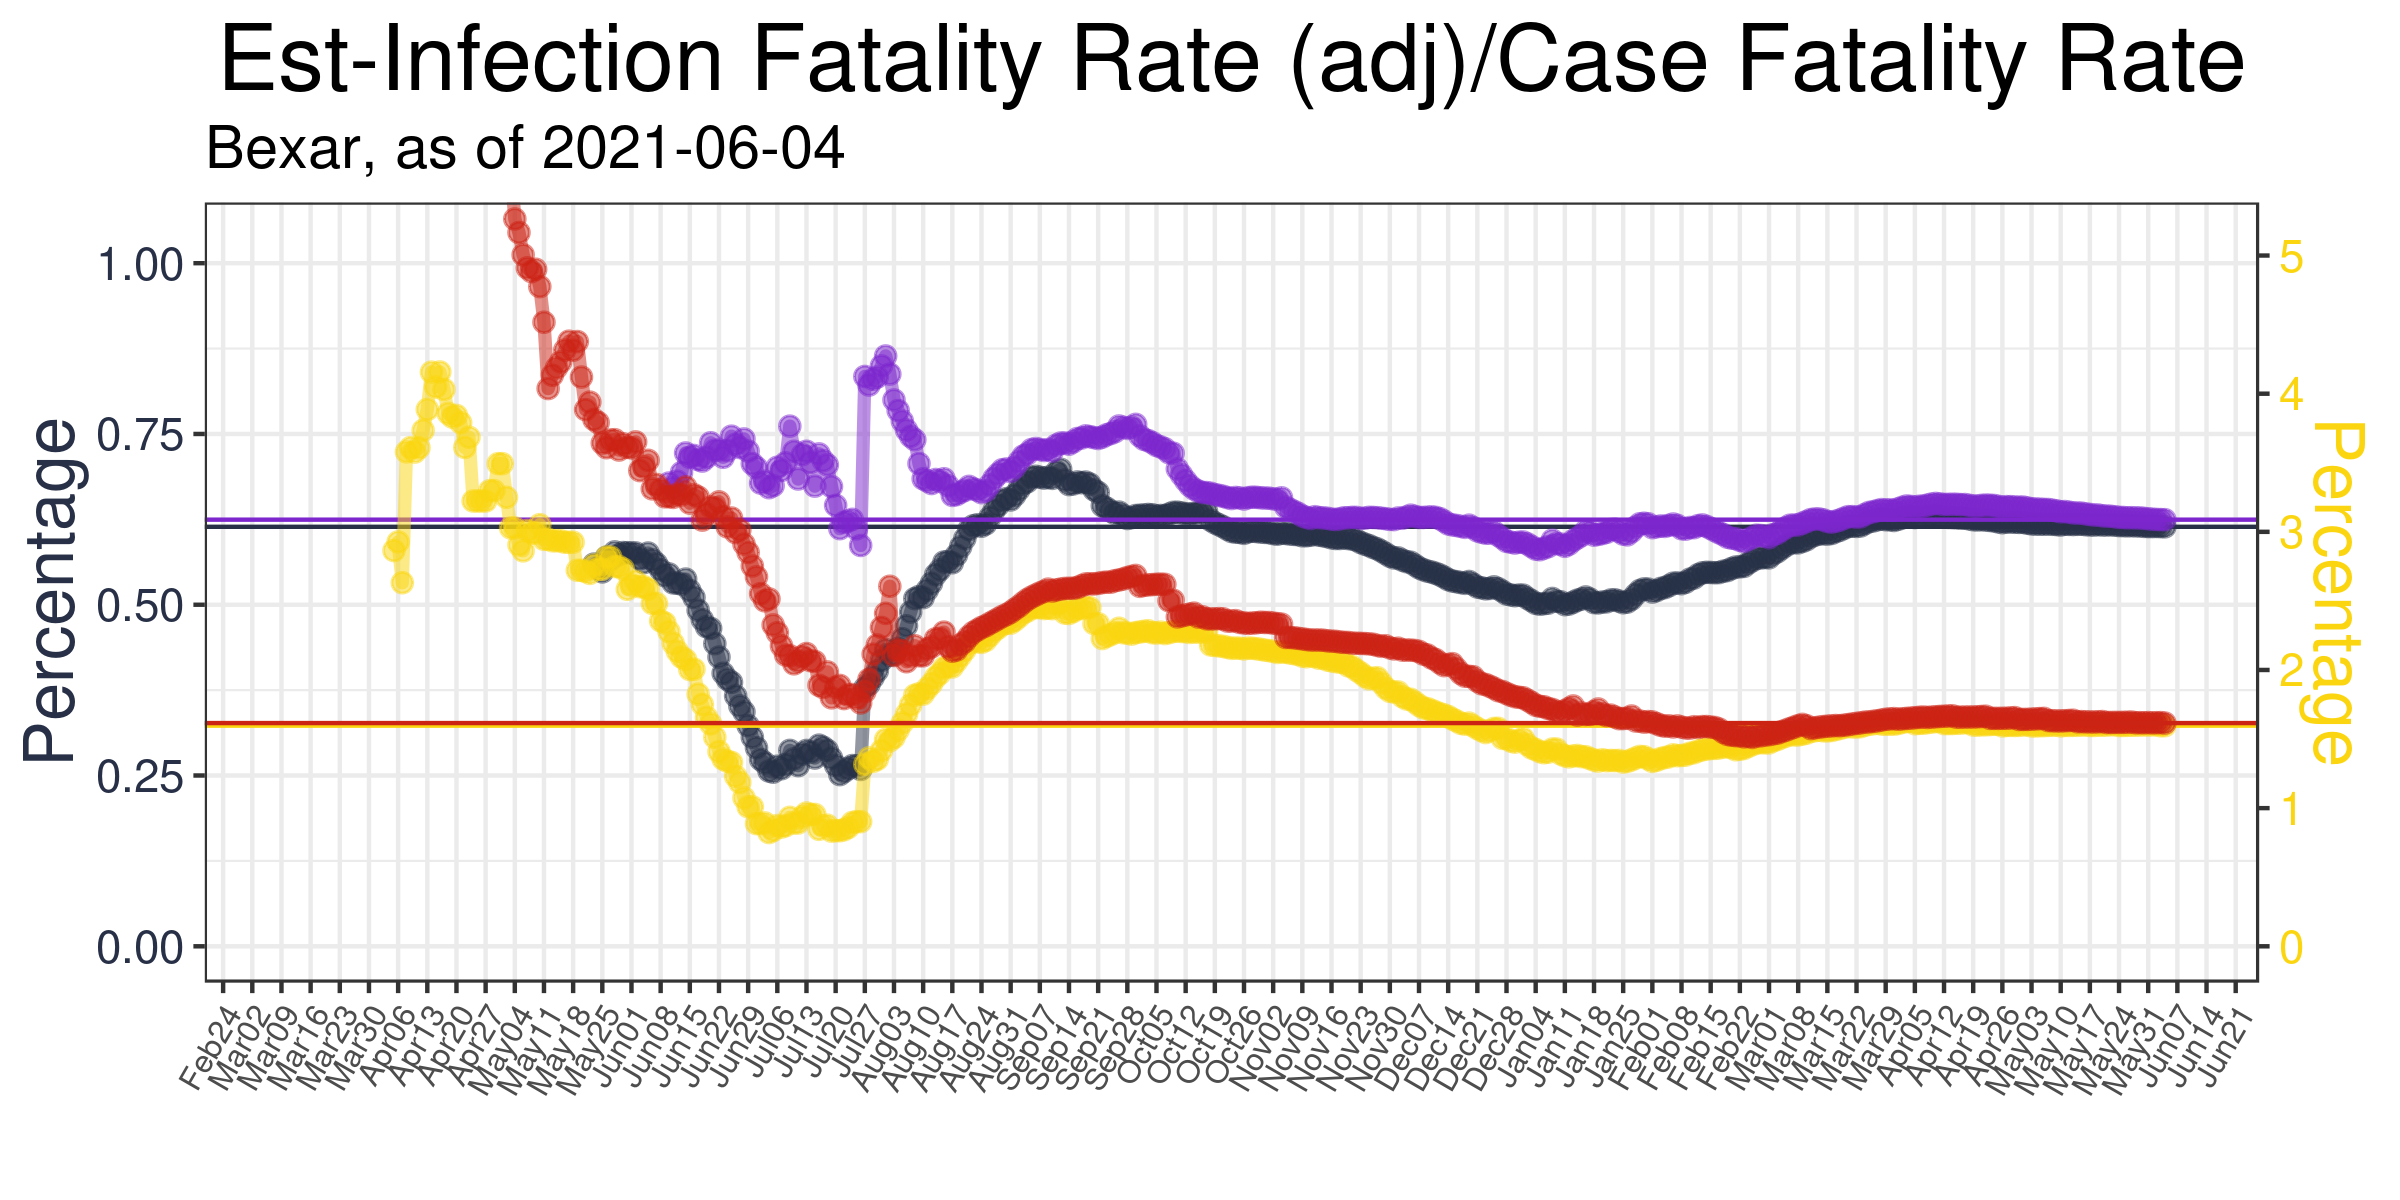 Est-Infection Fatality Rate (adj)/Case Fatality Rate
Bexar, as of 2021-06-04
Percentage
1.00
0.75
0.50
0.25
0.00
5
4
3
2
1
0
Percentage
Feb24
Mar02
Mar09
Mar16
Mar23
Mar30
Apr06
Apr13
Apr20
Apr27
May04
May11
May18
May25
Jun01
Jun08
Jun15
Jun22
Jun29
Jul06
Jul13
Jul20
Jul27
Aug03
Aug10
Aug17
Aug24
Aug31
Sep07
Sep14
Sep21
Sep28
Oct05
Oct12
Oct19
Oct26
Nov02
Nov09
Nov16
Nov23
Nov30
Dec07
Dec14
Dec21
Dec28
Jan04
Jan11
Jan18
Jan25
Feb01
Feb08
Feb15
Feb22
Mar01
Mar08
Mar15
Mar22
Mar29
Apr05
Apr12
Apr19
Apr26
May03
May10
May17
May24
May31
Jun07
Jun14
Jun21